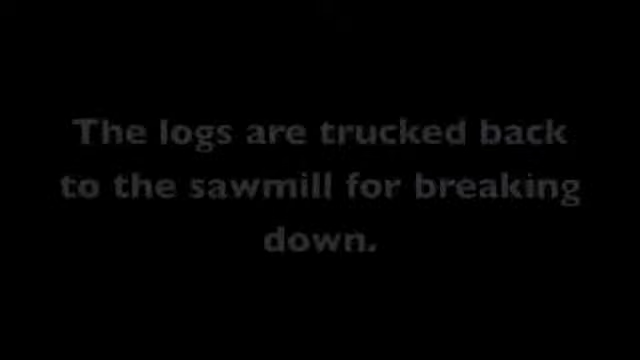 The logs are trucked back
to the sawmill for breaking
down.